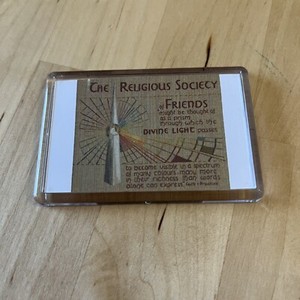 The Religious Society
of Friends
might be thought of
as a prism
through which the
Divine Light passes
to become visible in a spectrum
of many colours many more
in their richness than words
alone can express